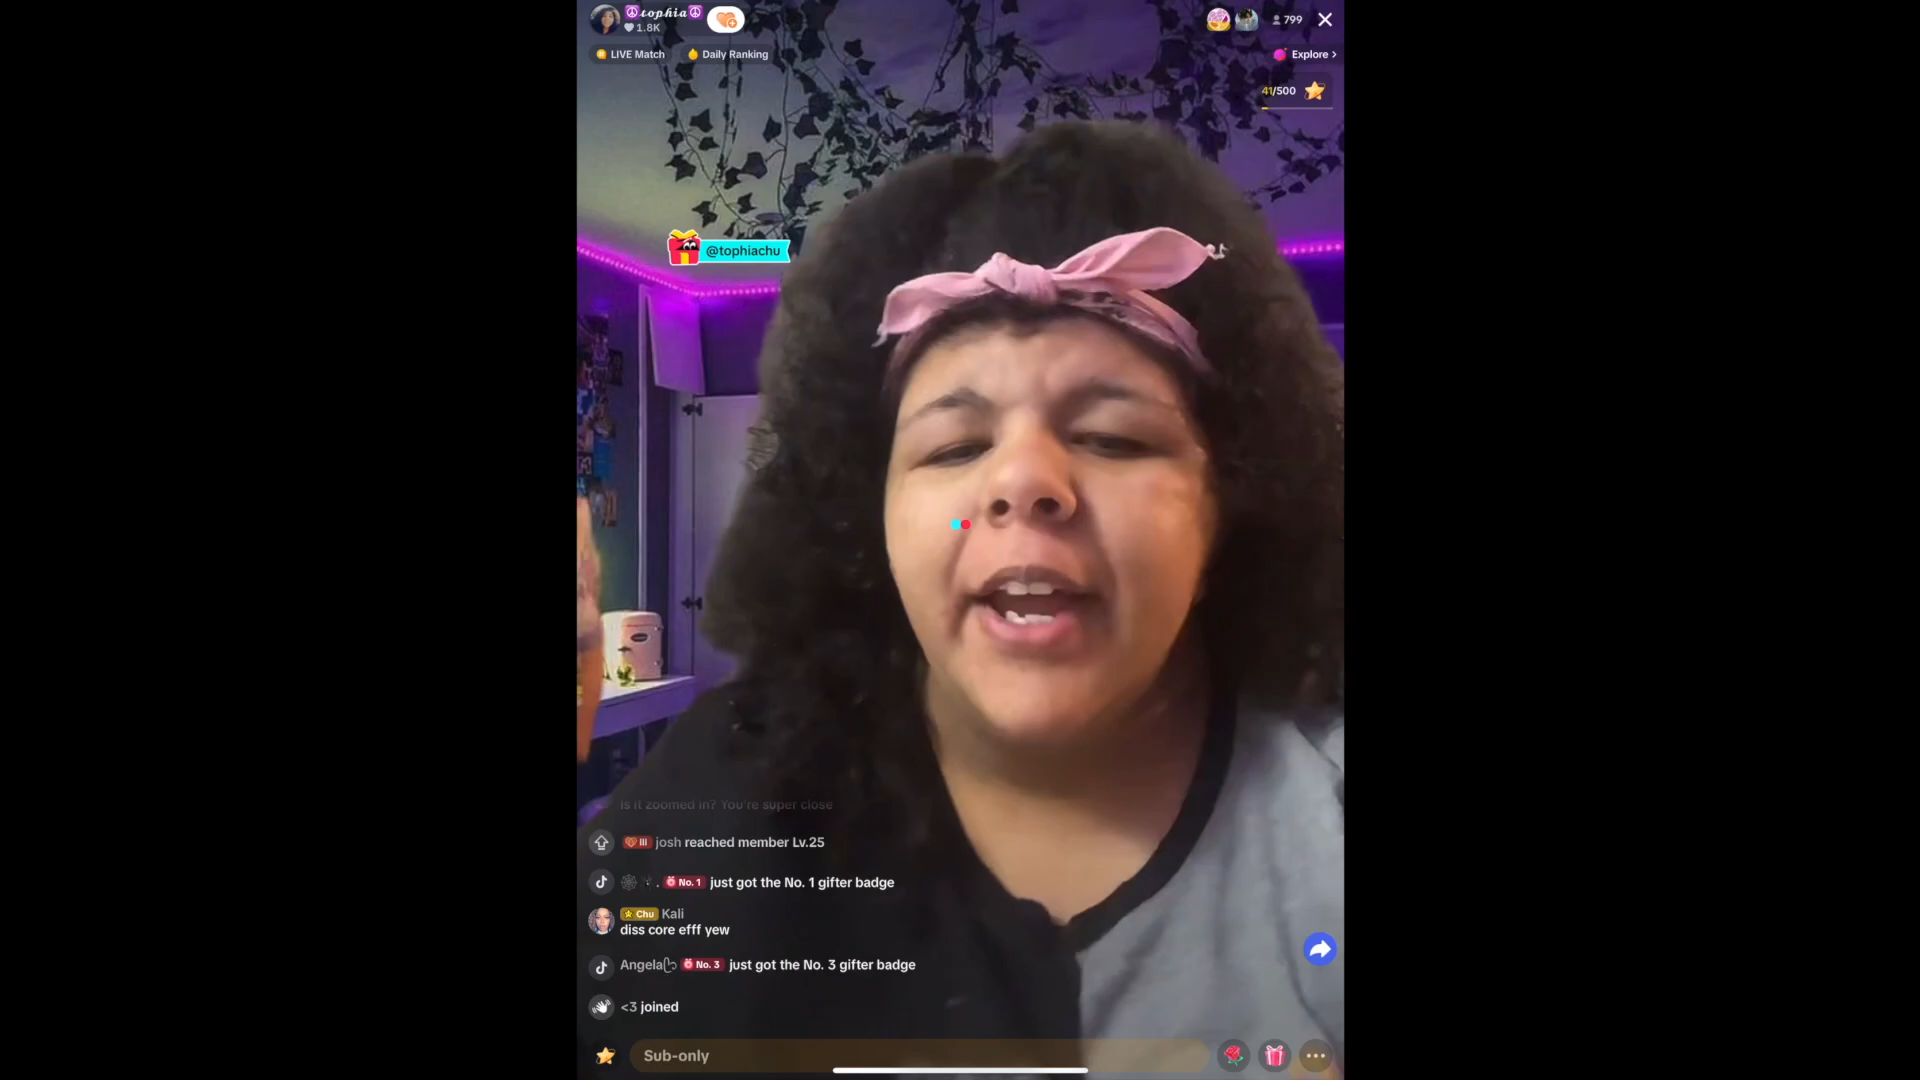 ☮tophia☮
1.8K
799
LIVE Match
Daily Ranking
Explore >
41/500
@tophiachu
Is it zoomed in? You're super close
III josh reached member Lv.25
. No. 1 just got the No. 1 gifter badge
Chu Kali
diss core efff yew
Angela No. 3 just got the No. 3 gifter badge
<3 joined
Sub-only